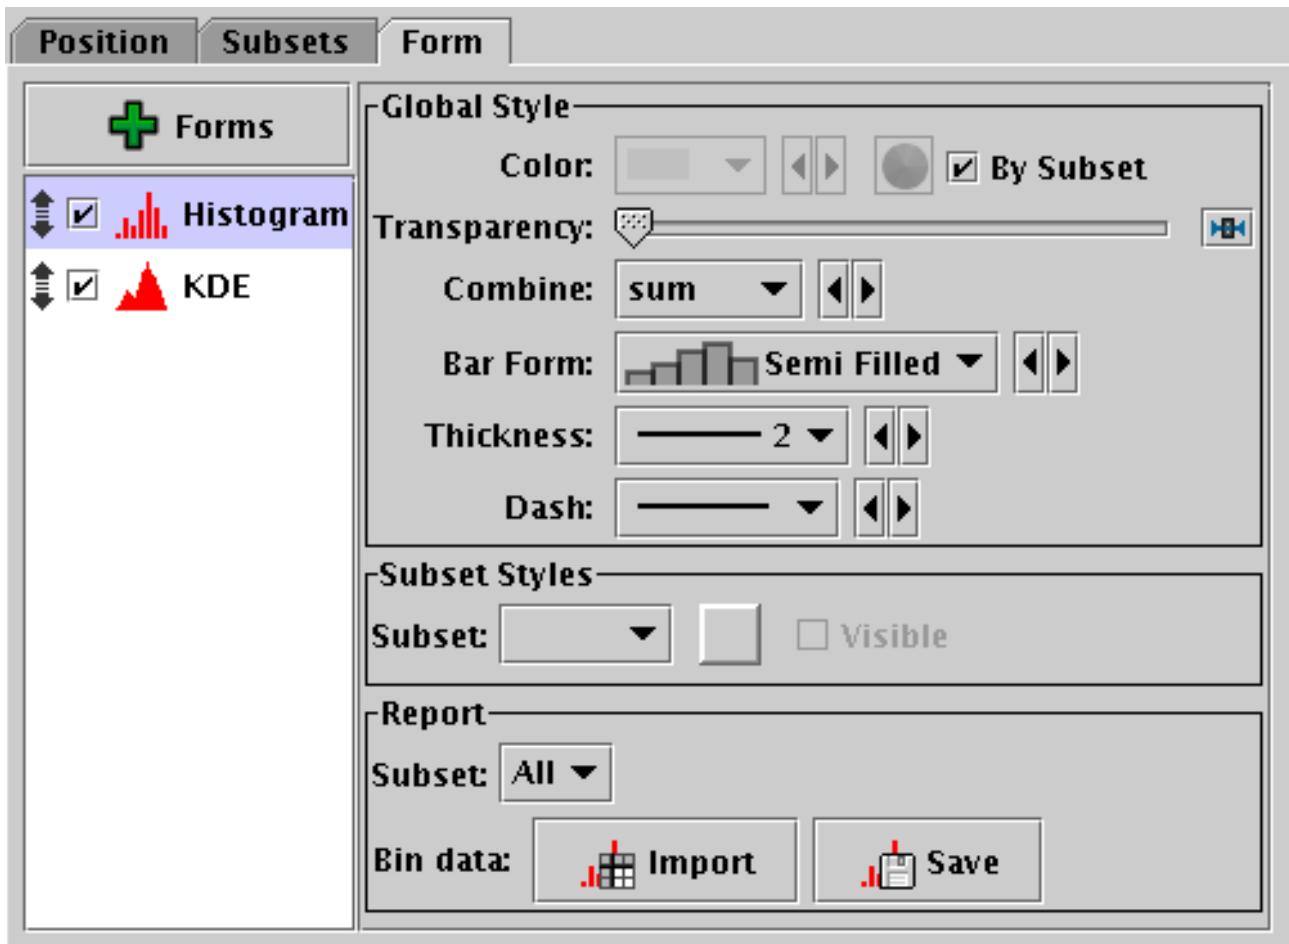 Position Subsets Form
Forms
Histogram
KDE
Global Style
Color: By Subset
Transparency:
Combine: sum
Bar Form: Semi Filled
Thickness: 2
Dash:
Subset Styles
Subset: Visible
Report
Subset: All
Bin data: Import Save